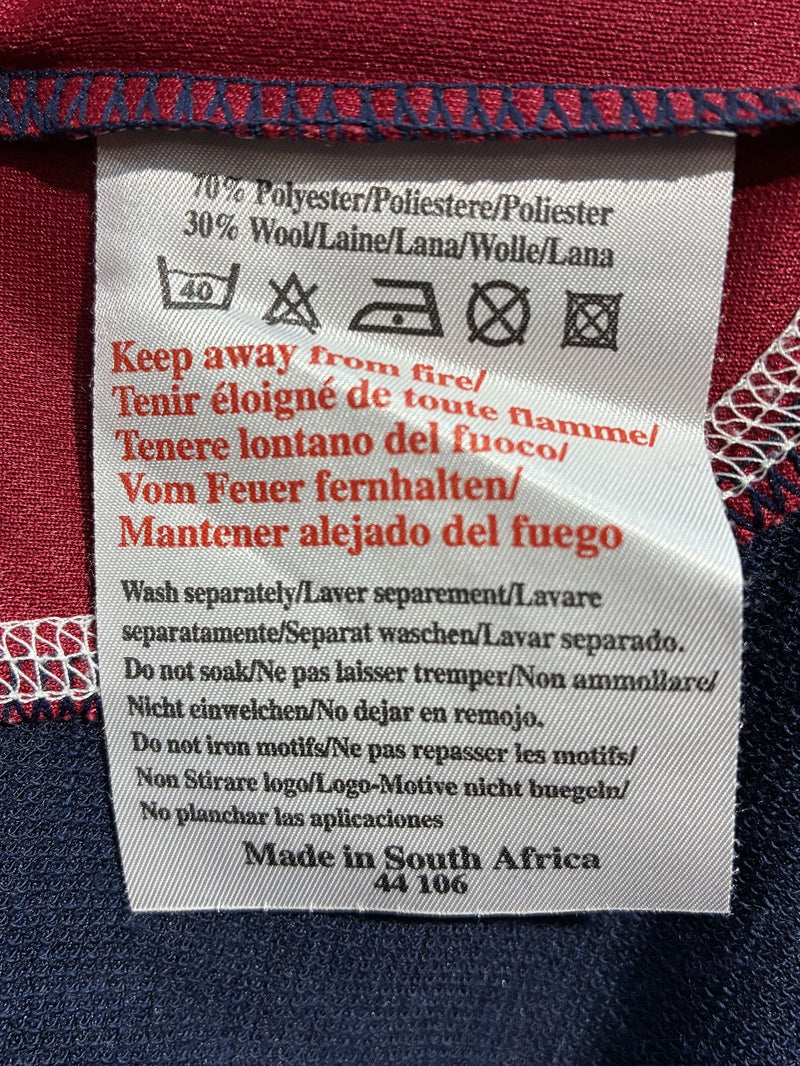 70% Polyester/Poliestere/Poliester
30% Wool/Laine/Lana/Wolle/Lana
40
Keep away from fire/
Tenir éloigné de toute flamme/
Tenere lontano del fuoco/
Vom Feuer fernhalten/
Mantener alejado del fuego
Wash separately/Laver separement/Lavare
separatamente/Separat waschen/Lavar separado.
Do not soak/Ne pas laisser tremper/Non ammollare/
Nicht einwelchen/No dejar en remojo.
Do not iron motifs/Ne pas repasser les motifs/
Non Stirare logo/Logo-Motive nicht buegeln/
No planchar las aplicaciones
Made in South Africa
44 106